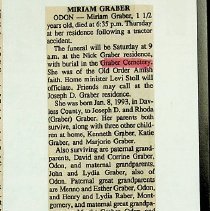 MIRIAM GRABER
ODON — Miriam Graber, 1 1/2
years old, died at 6:35 p.m. Thursday
at her residence following a tractor
accident.
The funeral will be Saturday at 9
a.m. at the Nick Graber residence,
with burial in the Graber Cemetery.
She was of the Old Order Amish
faith. Home minister Levi Stoll will
officiate. Friends may call at the
Joseph D. Graber residence.
She was born Jan. 8, 1993, in Dav-
iess County, to Joseph D. and Rhoda
(Graber) Graber. Her parents both
survive, along with three other child-
ren at home, Kenneth Graber, Katie
Graber, and Marjorie Graber.
Also surviving are paternal grand-
parents, David and Corrine Graber,
Odon, and maternal grandparents,
John and Lydia Graber, also of
Odon. Paternal great grandparents
are Menno and Esther Graber, Odon,
and Henry and Lydia Raber, Mont-
gomery, and maternal great grandpa-